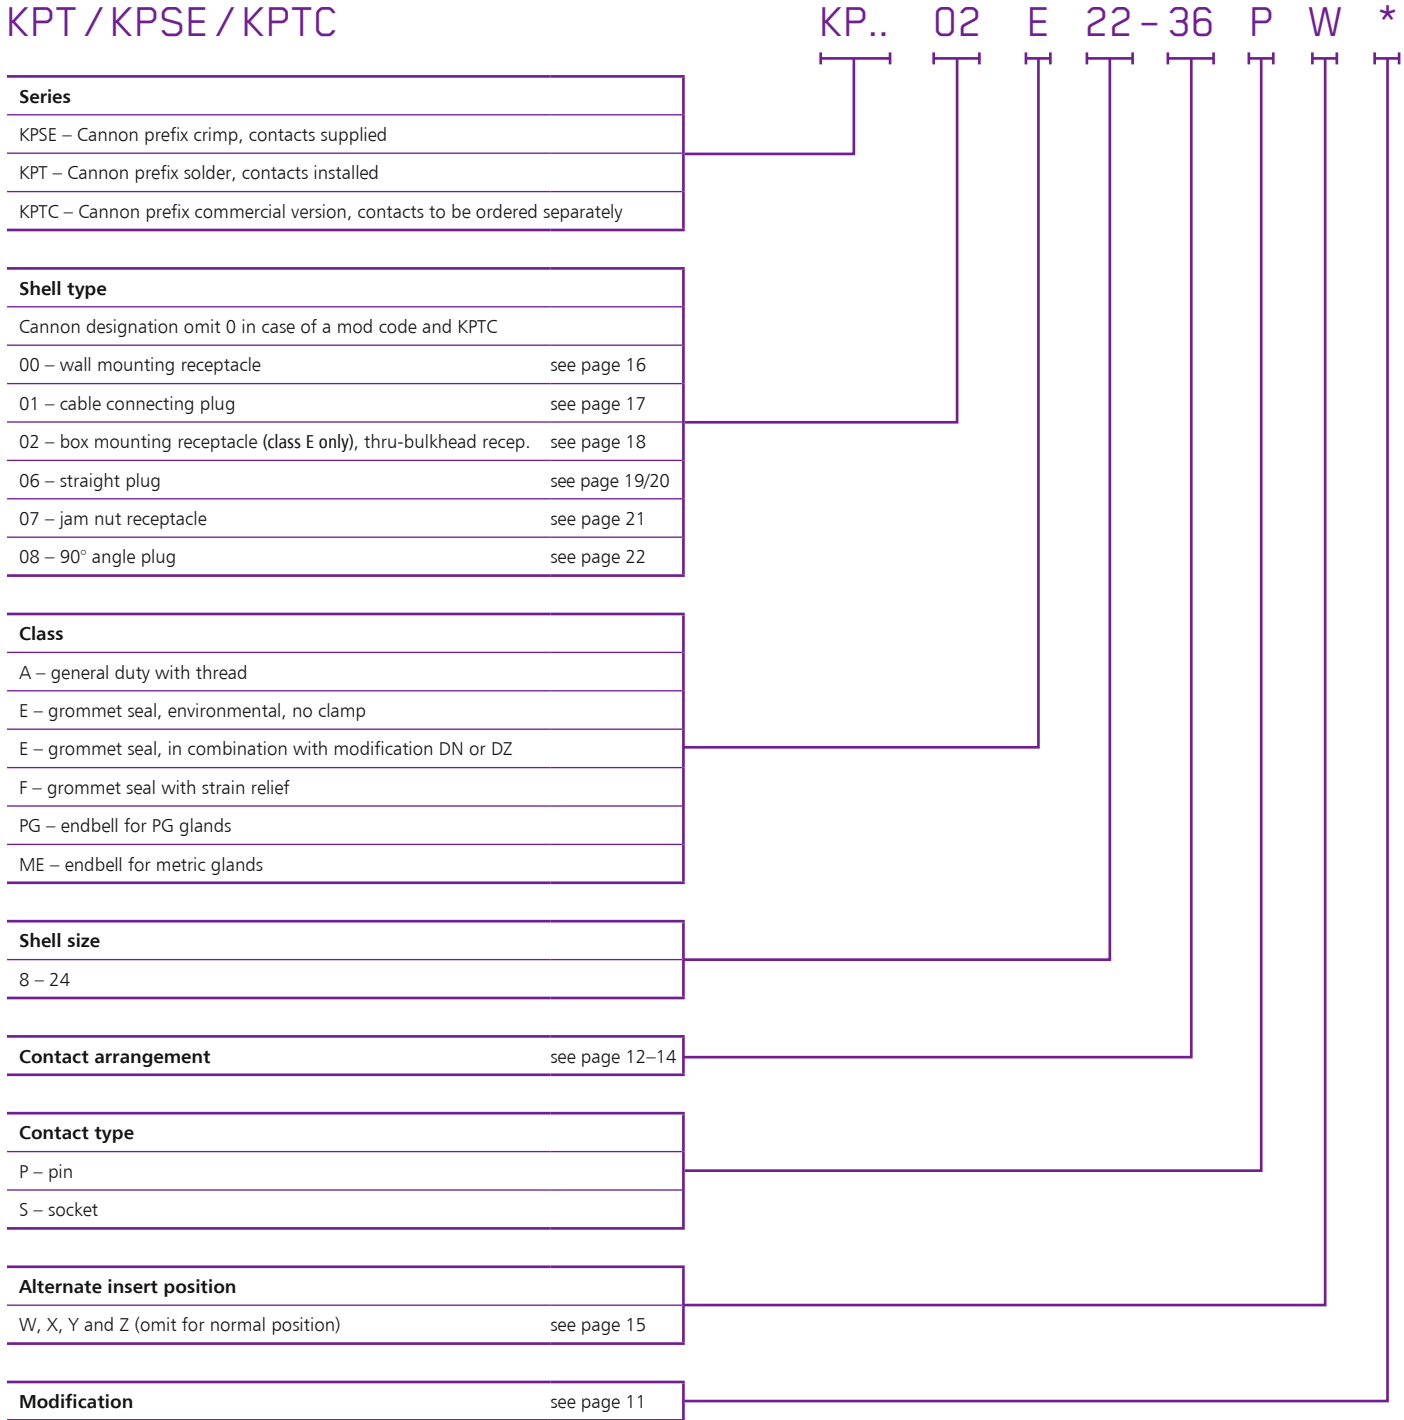 KPT / KPSE / KPTC KP.. 02 E 22 – 36 P W *
Series
KPSE – Cannon prefix crimp, contacts supplied
KPT – Cannon prefix solder, contacts installed
KPTC – Cannon prefix commercial version, contacts to be ordered separately
Shell type
Cannon designation omit 0 in case of a mod code and KPTC
00 – wall mounting receptacle see page 16
01 – cable connecting plug see page 17
02 – box mounting receptacle (class E only), thru-bulkhead recep. see page 18
06 – straight plug see page 19/20
07 – jam nut receptacle see page 21
08 – 90° angle plug see page 22
Class
A – general duty with thread
E – grommet seal, environmental, no clamp
E – grommet seal, in combination with modification DN or DZ
F – grommet seal with strain relief
PG – endbell for PG glands
ME – endbell for metric glands
Shell size
8 – 24
Contact arrangement see page 12–14
Contact type
P – pin
S – socket
Alternate insert position
W, X, Y and Z (omit for normal position) see page 15
Modification see page 11